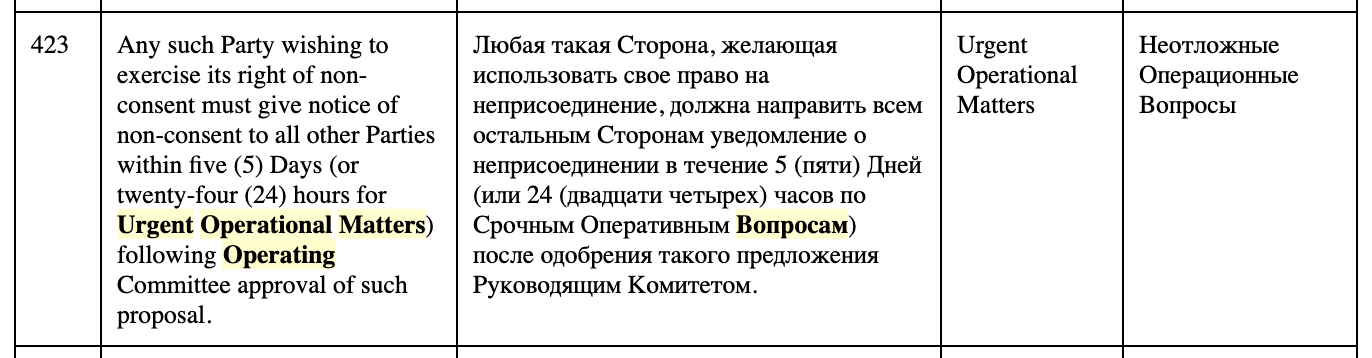 423
Any such Party wishing to
exercise its right of non-
consent must give notice of
non-consent to all other Parties
within five (5) Days (or
twenty-four (24) hours for
Urgent Operational Matters)
following Operating
Committee approval of such
proposal.
Любая такая Сторона, желающая
использовать свое право на
неприсоединение, должна направить всем
остальным Сторонам уведомление о
неприсоединении в течение 5 (пяти) Дней
(или 24 (двадцати четырех) часов по
Срочным Оперативным Вопросам)
после одобрения такого предложения
Руководящим Комитетом.
Urgent
Operational
Matters
Неотложные
Операционные
Вопросы